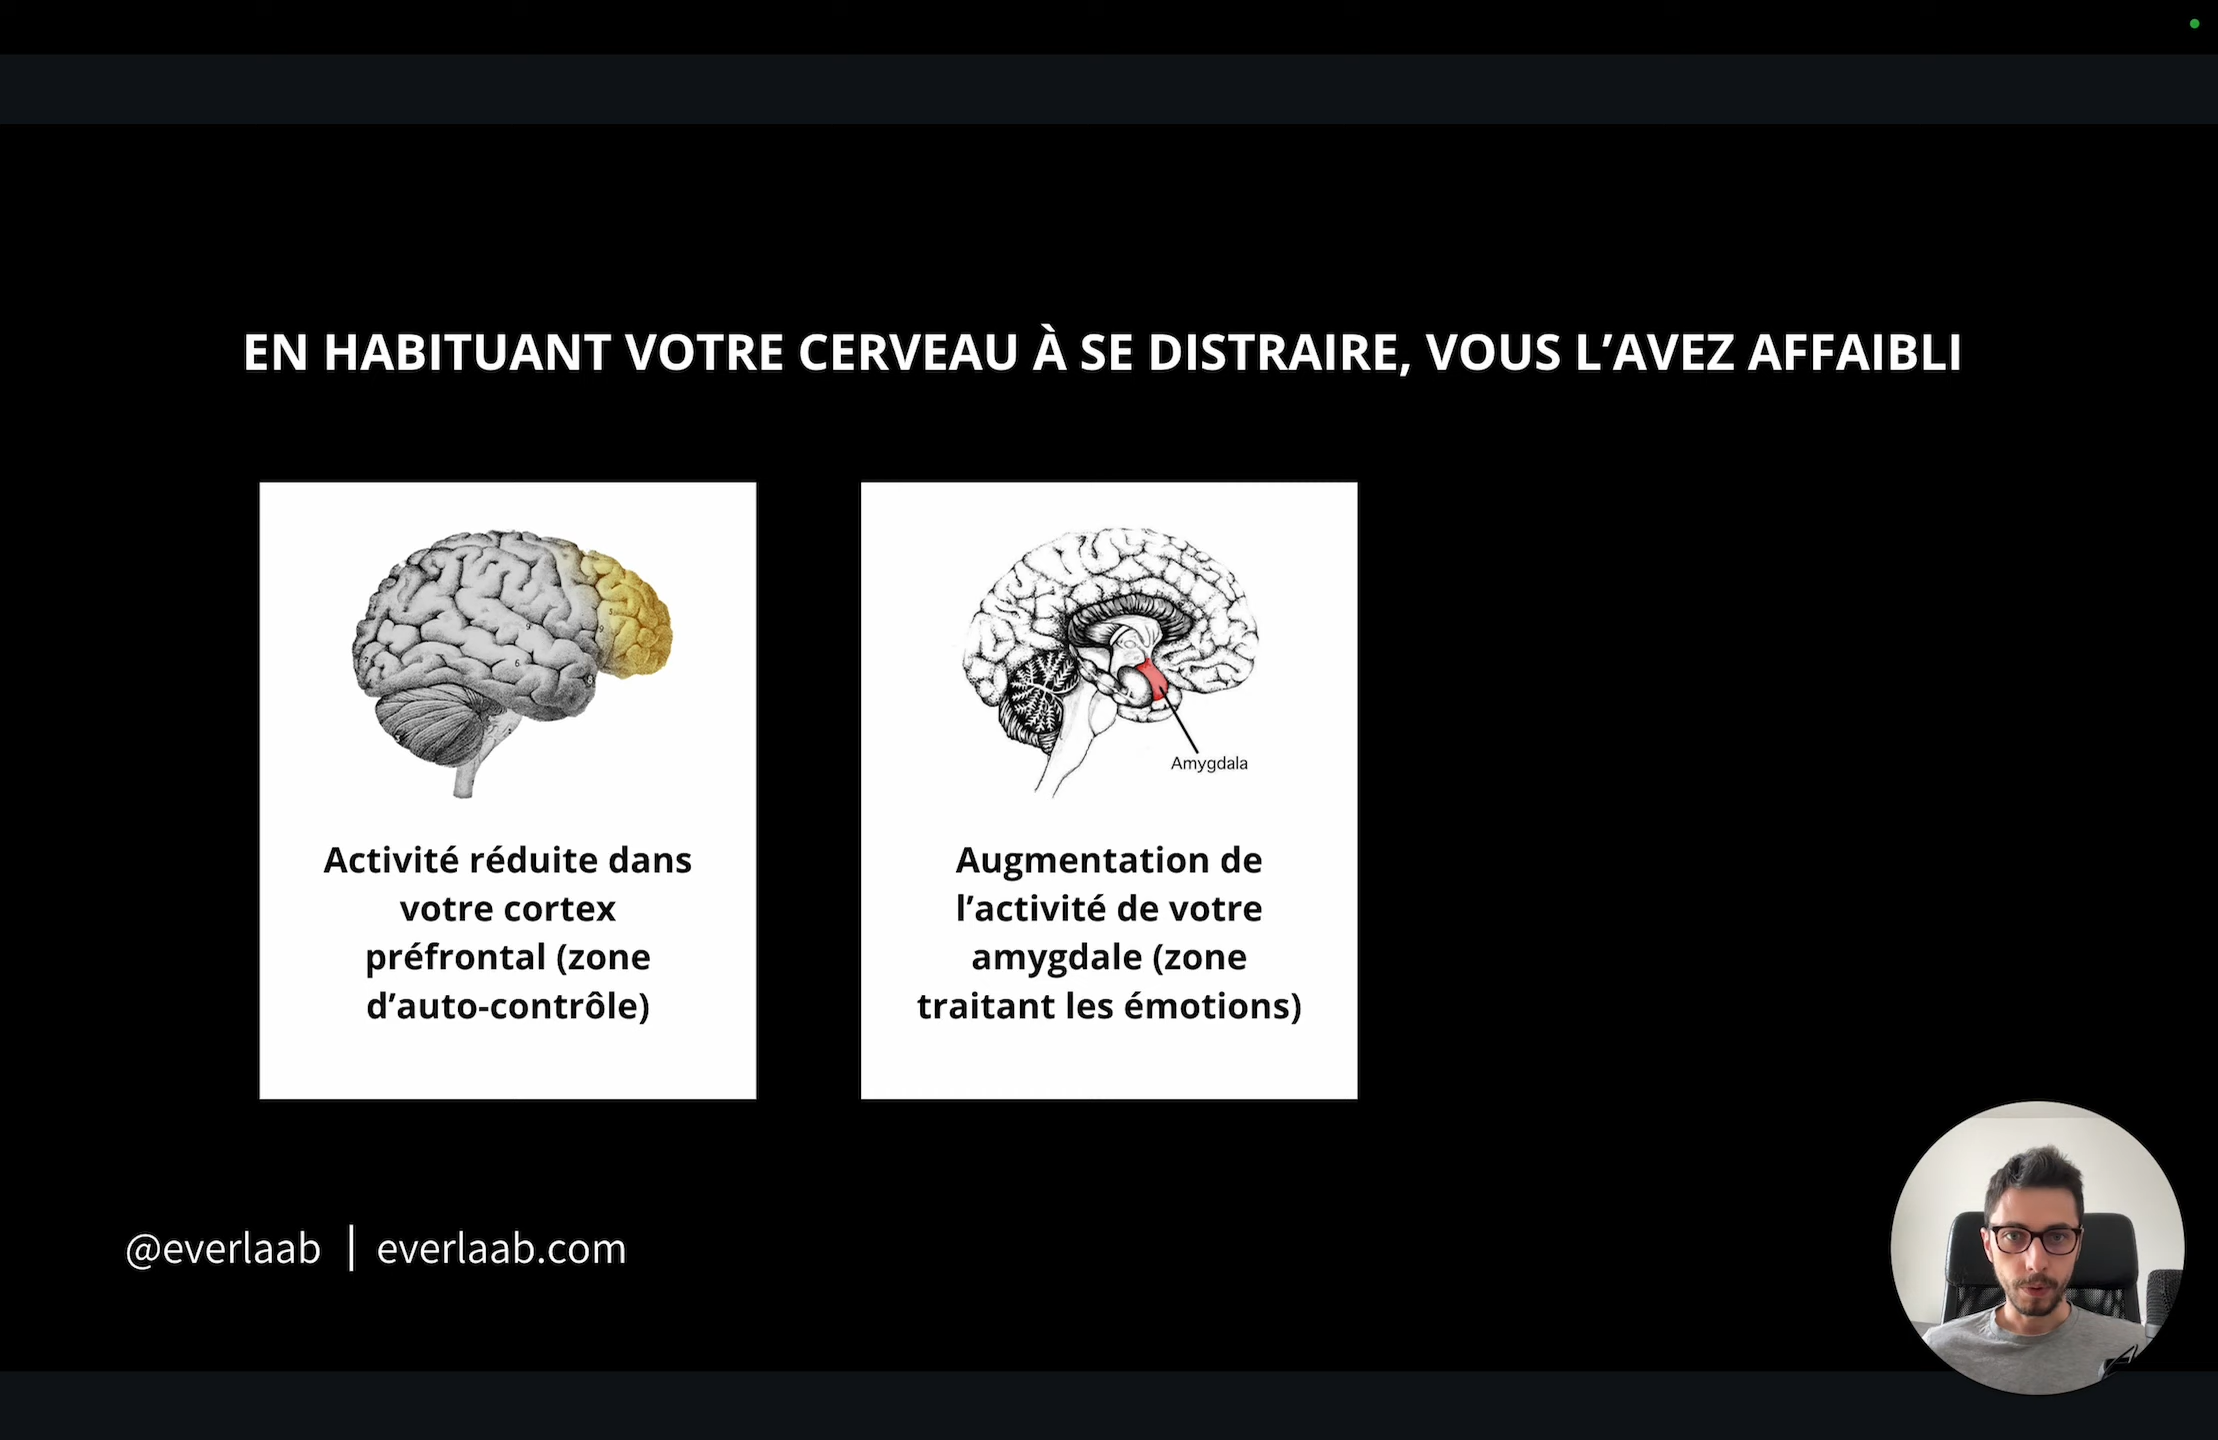 EN HABITUANT VOTRE CERVEAU À SE DISTRAIRE, VOUS L’AVEZ AFFAIBLI
Activité réduite dans
votre cortex
préfrontal (zone
d’auto-contrôle)
Amygdala
Augmentation de
l’activité de votre
amygdale (zone
traitant les émotions)
@everlaab | everlaab.com